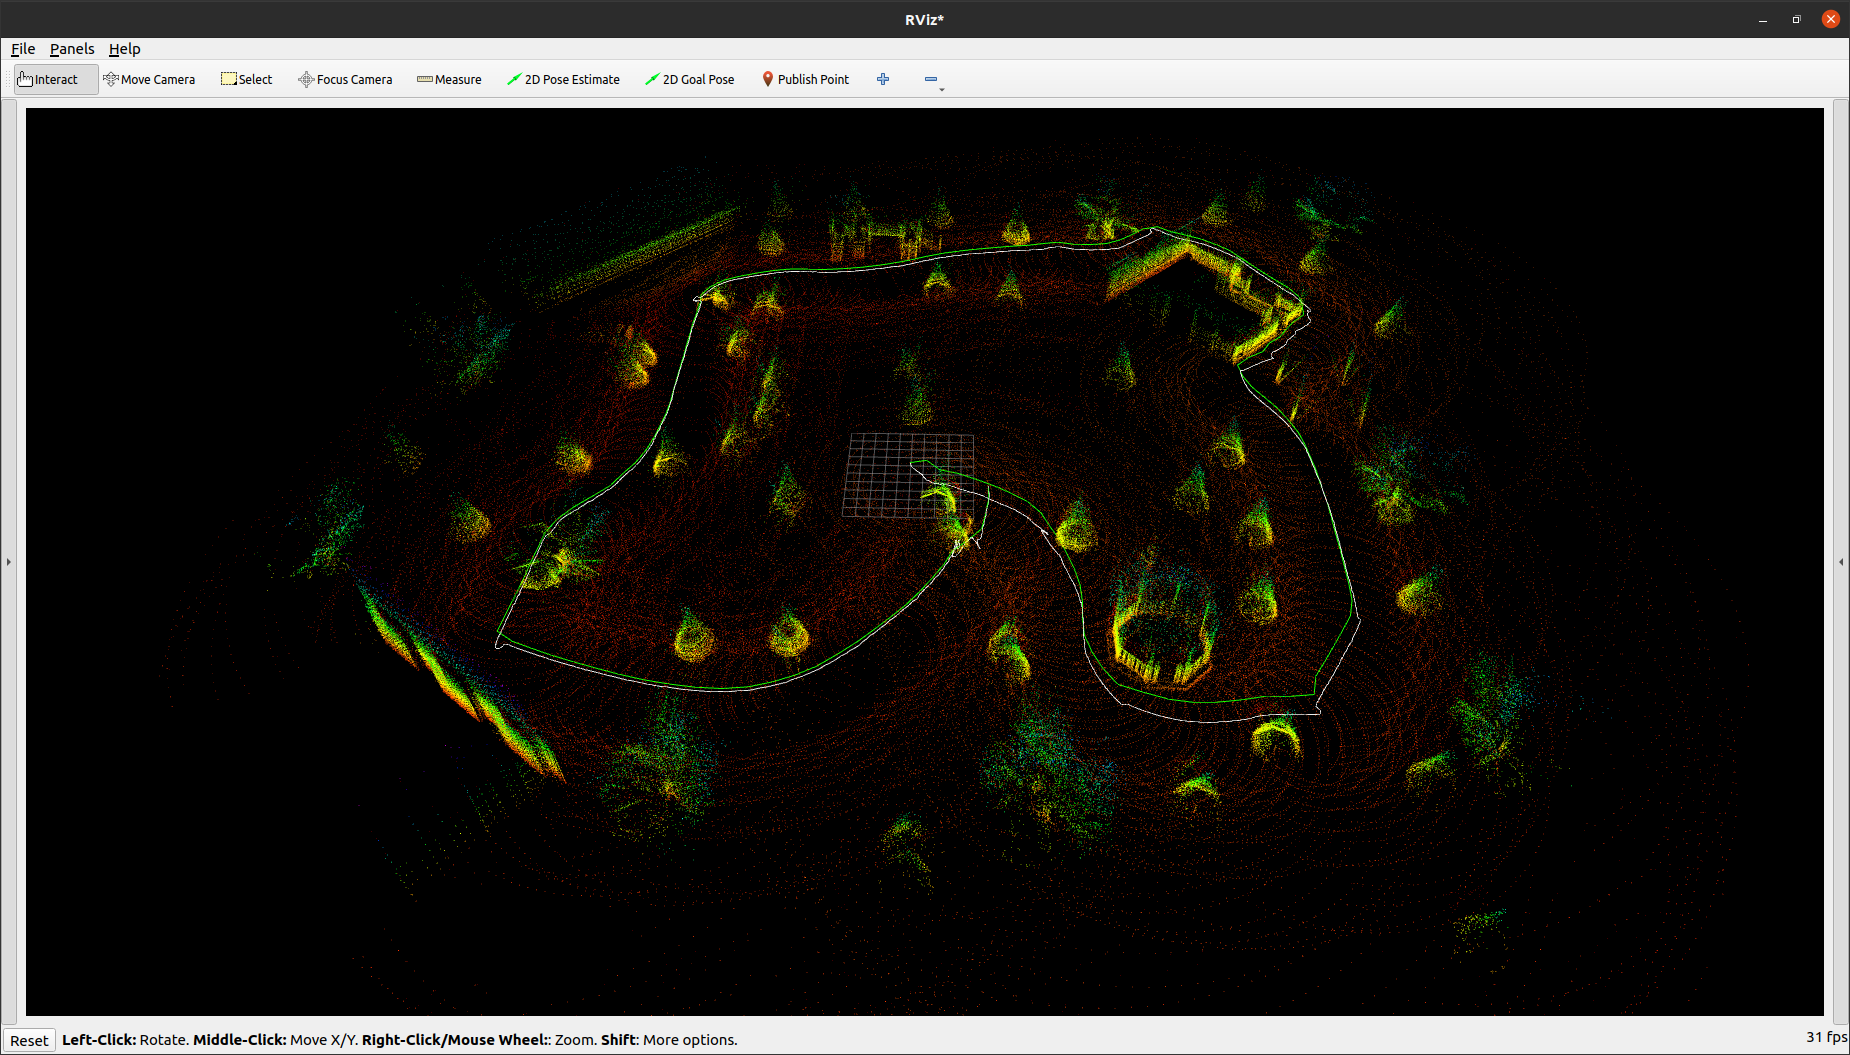 RViz*
File Panels Help
Interact Move Camera Select Focus Camera Measure 2D Pose Estimate 2D Goal Pose Publish Point
Reset Left-Click: Rotate. Middle-Click: Move X/Y. Right-Click/Mouse Wheel:: Zoom. Shift: More options. 31 fps